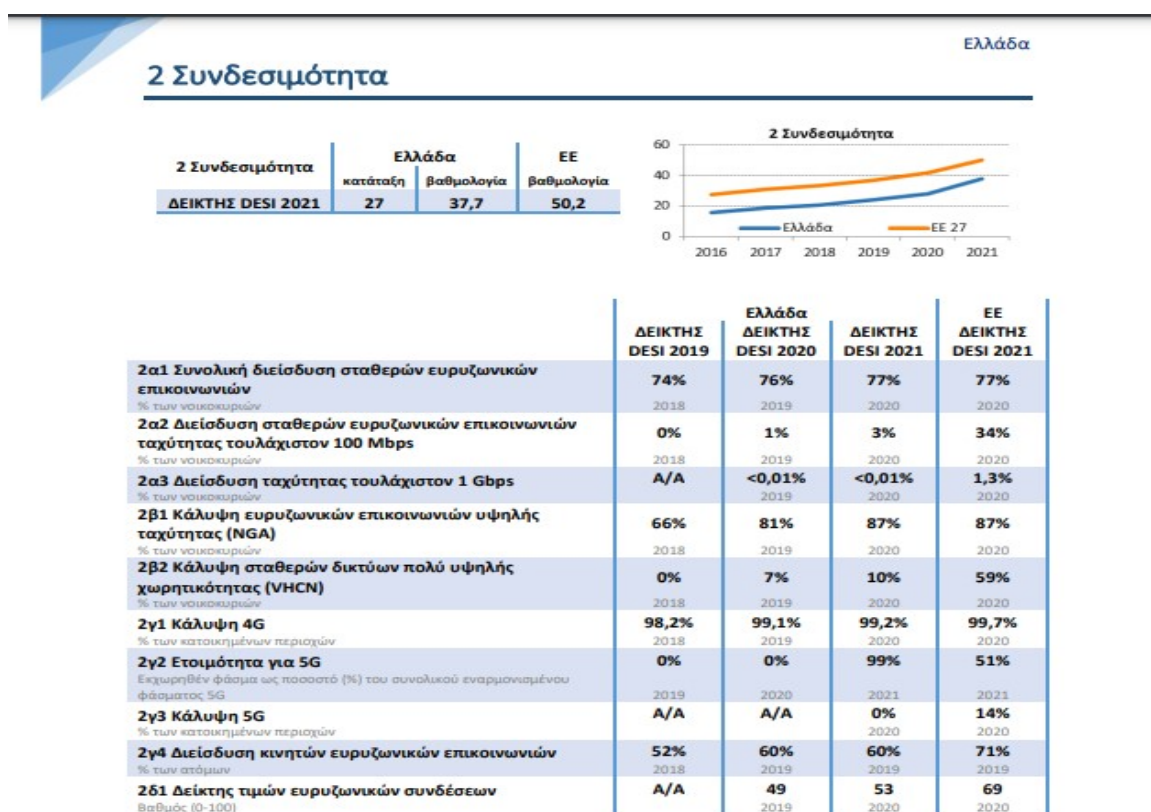 Ελλάδα
2 Συνδεσιμότητα
2 Συνδεσιμότητα Ελλάδα ΕΕ
κατάταξη βαθμολογία βαθμολογία
ΔΕΙΚΤΗΣ DESI 2021 27 37,7 50,2
2 Συνδεσιμότητα
60
40
20
0
Ελλάδα ΕΕ 27
2016 2017 2018 2019 2020 2021
Ελλάδα ΕΕ
ΔΕΙΚΤΗΣ ΔΕΙΚΤΗΣ ΔΕΙΚΤΗΣ ΔΕΙΚΤΗΣ
DESI 2019 DESI 2020 DESI 2021 DESI 2021
2α1 Συνολική διείσδυση σταθερών ευρυζωνικών
επικοινωνιών 74% 76% 77% 77%
% των νοικοκυριών 2018 2019 2020 2020
2α2 Διείσδυση σταθερών ευρυζωνικών επικοινωνιών
ταχύτητας τουλάχιστον 100 Mbps 0% 1% 3% 34%
% των νοικοκυριών 2018 2019 2020 2020
2α3 Διείσδυση ταχύτητας τουλάχιστον 1 Gbps Α/Α <0,01% <0,01% 1,3%
% των νοικοκυριών 2019 2020 2020
2β1 Κάλυψη ευρυζωνικών επικοινωνιών υψηλής
ταχύτητας (NGA) 66% 81% 87% 87%
% των νοικοκυριών 2018 2019 2020 2020
2β2 Κάλυψη σταθερών δικτύων πολύ υψηλής
χωρητικότητας (VHCN) 0% 7% 10% 59%
% των νοικοκυριών 2018 2019 2020 2020
2γ1 Κάλυψη 4G 98,2% 99,1% 99,2% 99,7%
% των κατοικημένων περιοχών 2018 2019 2020 2020
2γ2 Ετοιμότητα για 5G 0% 0% 99% 51%
Εκχωρηθέν φάσμα ως ποσοστό (%) του συνολικού εναρμονισμένου
φάσματος 5G 2019 2020 2021 2021
2γ3 Κάλυψη 5G Α/Α Α/Α 0% 14%
% των κατοικημένων περιοχών 2020 2020
2γ4 Διείσδυση κινητών ευρυζωνικών επικοινωνιών 52% 60% 60% 71%
% των ατόμων 2018 2019 2019 2019
2δ1 Δείκτης τιμών ευρυζωνικών συνδέσεων Α/Α 49 53 69
Βαθμός (0-100) 2019 2020 2020